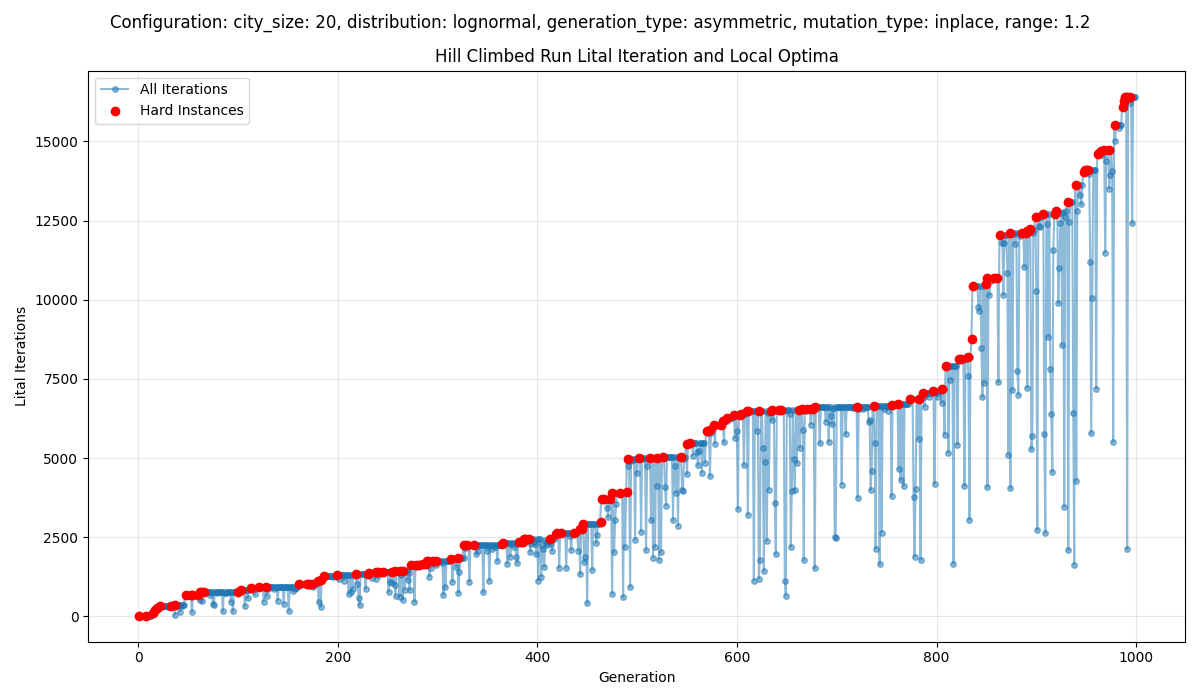 Configuration: city_size: 20, distribution: lognormal, generation_type: asymmetric, mutation_type: inplace, range: 1.2
Hill Climbed Run Lital Iteration and Local Optima
All Iterations
Hard Instances
15000
12500
10000
7500
5000
2500
0
Lital Iterations
0 200 400 600 800 1000
Generation